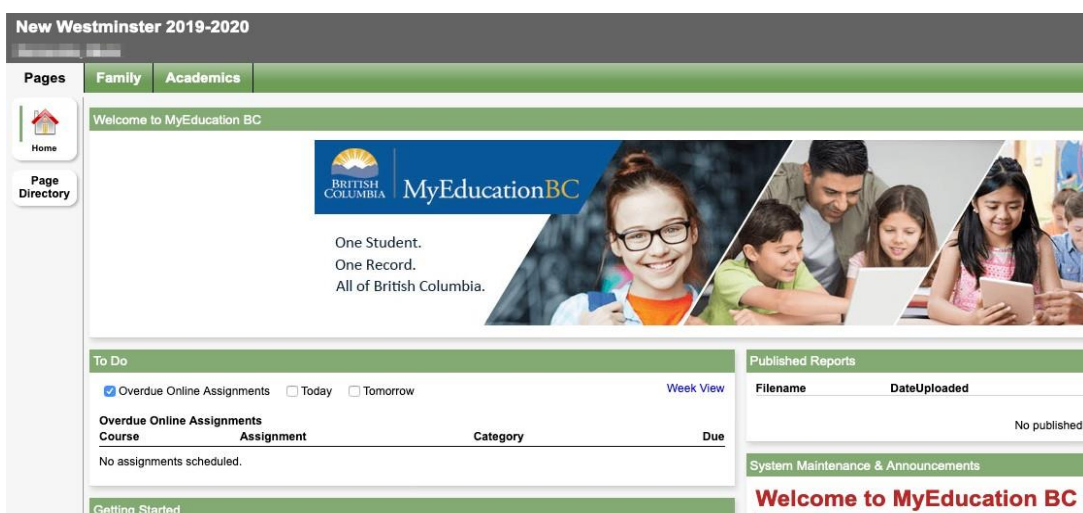 New Westminster 2019-2020
Pages Family Academics
Home
Page
Directory
Welcome to MyEducation BC
BRITISH
COLUMBIA
MyEducationBC
One Student.
One Record.
All of British Columbia.
To Do
Overdue Online Assignments Today Tomorrow Week View
Overdue Online Assignments
Course Assignment Category Due
No assignments scheduled.
Getting Started
Published Reports
Filename DateUploaded
No published
System Maintenance & Announcements
Welcome to MyEducation BC